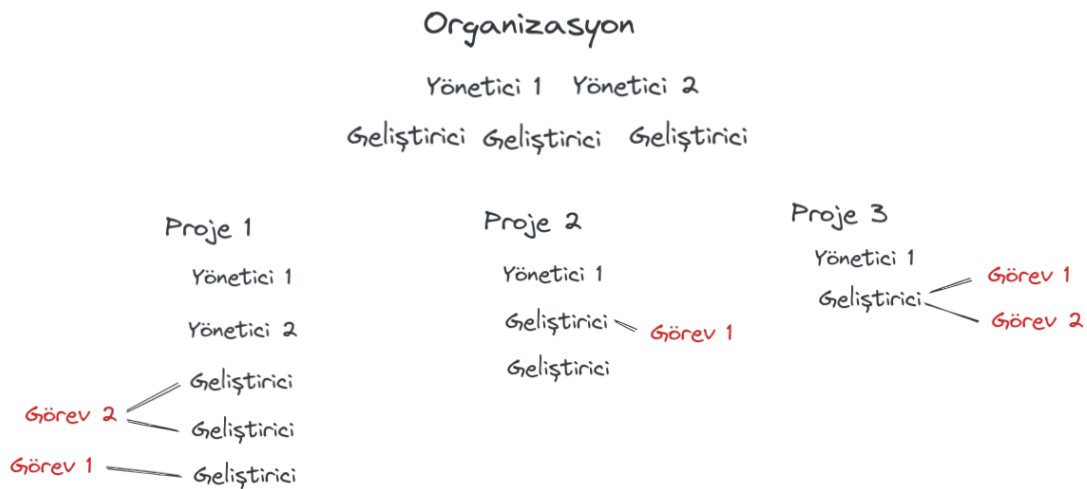 Organizasyon
Yönetici 1 Yönetici 2
Geliştirici Geliştirici Geliştirici
Proje 1
Yönetici 1
Yönetici 2
Geliştirici
Görev 2
Geliştirici
Görev 1
Geliştirici
Proje 2
Yönetici 1
Geliştirici
Görev 1
Geliştirici
Proje 3
Yönetici 1
Görev 1
Geliştirici
Görev 2